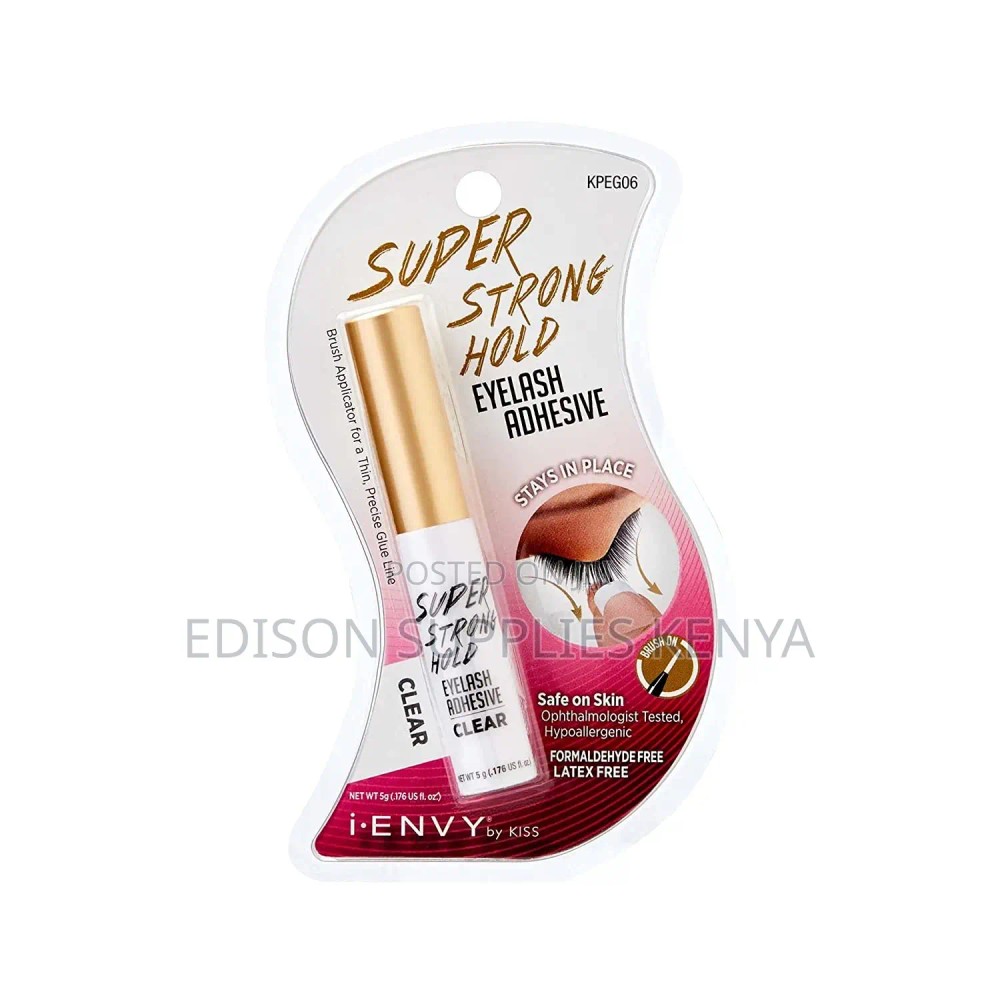 KPEG06
SUPER
STRONG
HOLD
EYELASH
ADHESIVE
Brush Applicator for a Thin, Precise Glue Line
STAYS IN PLACE
POSTED ON
EDISON SUPPLIES KENYA
SUPER
STRONG
HOLD
EYELASH
ADHESIVE
CLEAR
NET WT 5 g (.176 US fl. oz.)
CLEAR
BRUSH ON
Safe on Skin
Ophthalmologist Tested,
Hypoallergenic
FORMALDEHYDE FREE
LATEX FREE
NET WT 5g (.176 US fl. oz.)
i·ENVY® by KISS